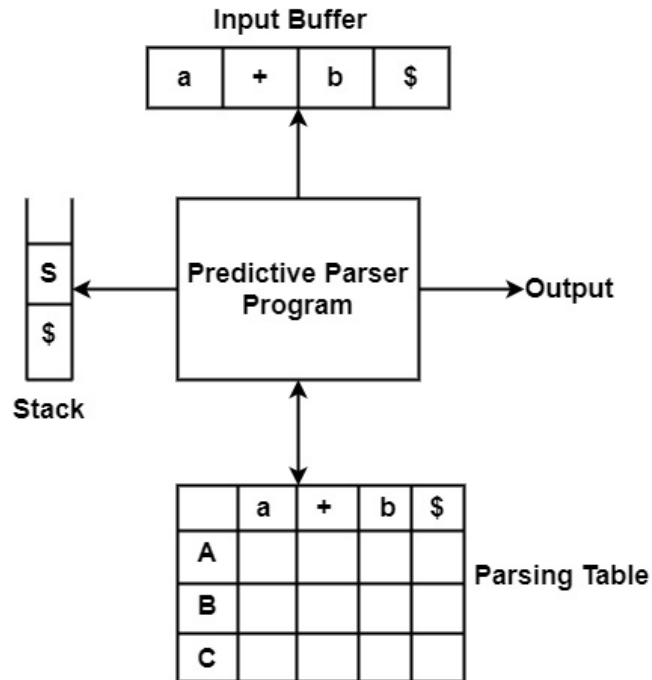 Input Buffer
a + b $
S
$
Stack
Predictive Parser
Program
Output
a + b $
A
B
C
Parsing Table